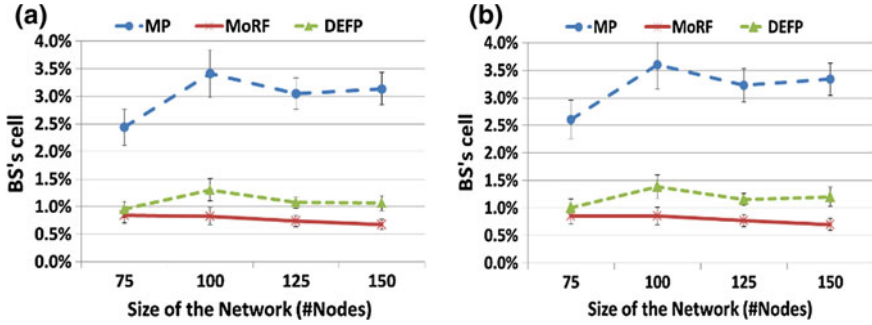 (a)
MP MoRF DEFP
4.0%
3.5%
3.0%
2.5%
2.0%
1.5%
1.0%
0.5%
0.0%
BS's cell
75 100 125 150
Size of the Network (#Nodes)
(b)
MP MoRF DEFP
4.0%
3.5%
3.0%
2.5%
2.0%
1.5%
1.0%
0.5%
0.0%
BS's cell
75 100 125 150
Size of the Network (#Nodes)